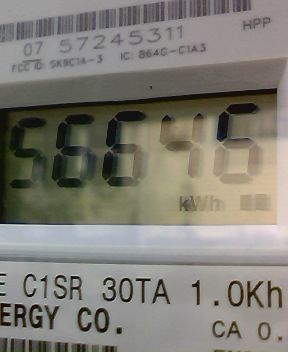 HPP
07 57245311
FCC ID: SK9C1A-3 IC: 864G-C1A3
56646
kWh
E C1SR 30TA 1.0Kh
ERGY CO.
CA 0.